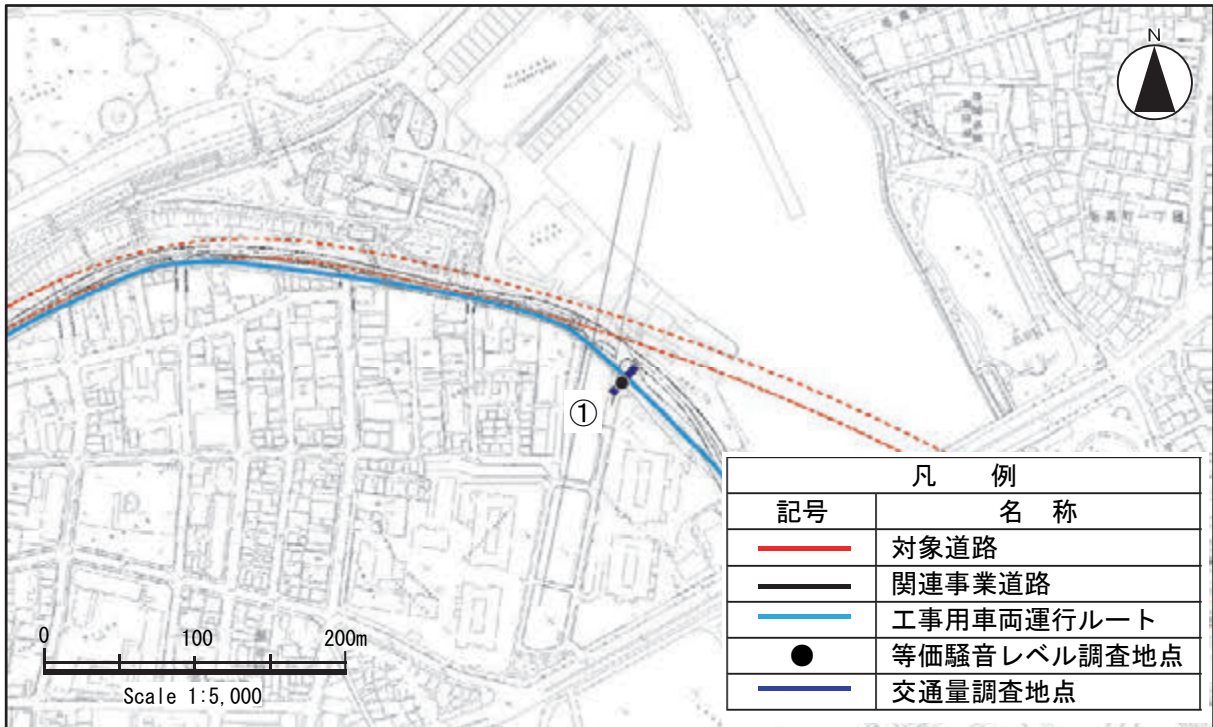 N
①
凡 例
記号 名 称
対象道路
関連事業道路
工事用車両運行ルート
等価騒音レベル調査地点
交通量調査地点
0 100 200m
Scale 1:5,000